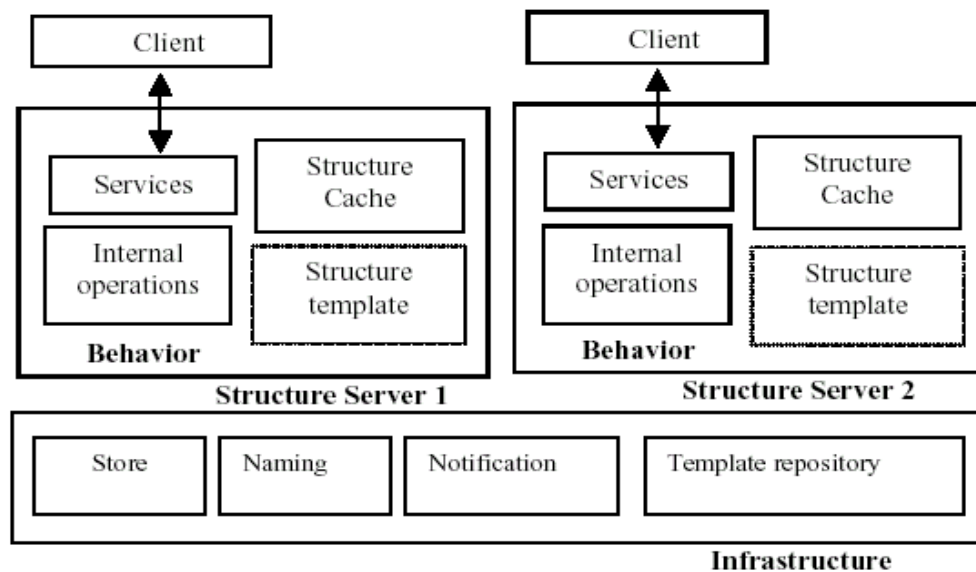 Client
Services
Structure
Cache
Internal
operations
Structure
template
Behavior
Structure Server 1
Client
Services
Structure
Cache
Internal
operations
Structure
template
Behavior
Structure Server 2
Store
Naming
Notification
Template repository
Infrastructure